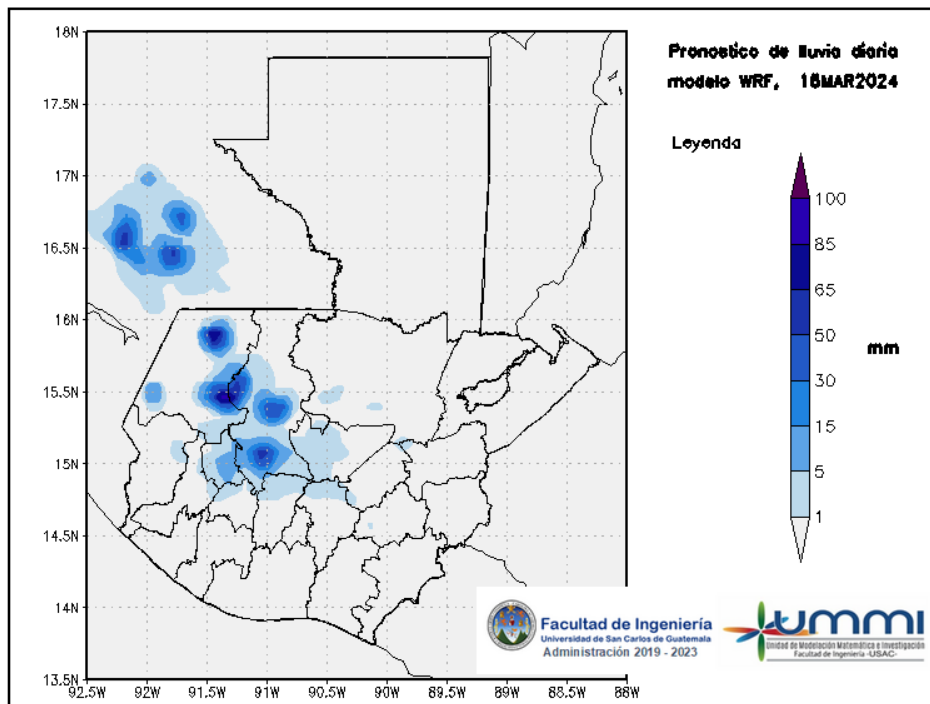 18N
17.5N
17N
16.5N
16N
15.5N
15N
14.5N
14N
13.5N
92.5W
92W
91.5W
91W
90.5W
90W
89.5W
89W
88.5W
88W
Pronostico de lluvia diaria
modelo WRF, 16MAR2024
Leyenda
100
85
65
50
30
15
5
1
mm
Facultad de Ingeniería
Universidad de San Carlos de Guatemala
Administración 2019 - 2023
ummi
Unidad de Modelación Matemática e Investigación
Facultad de Ingeniería -USAC-